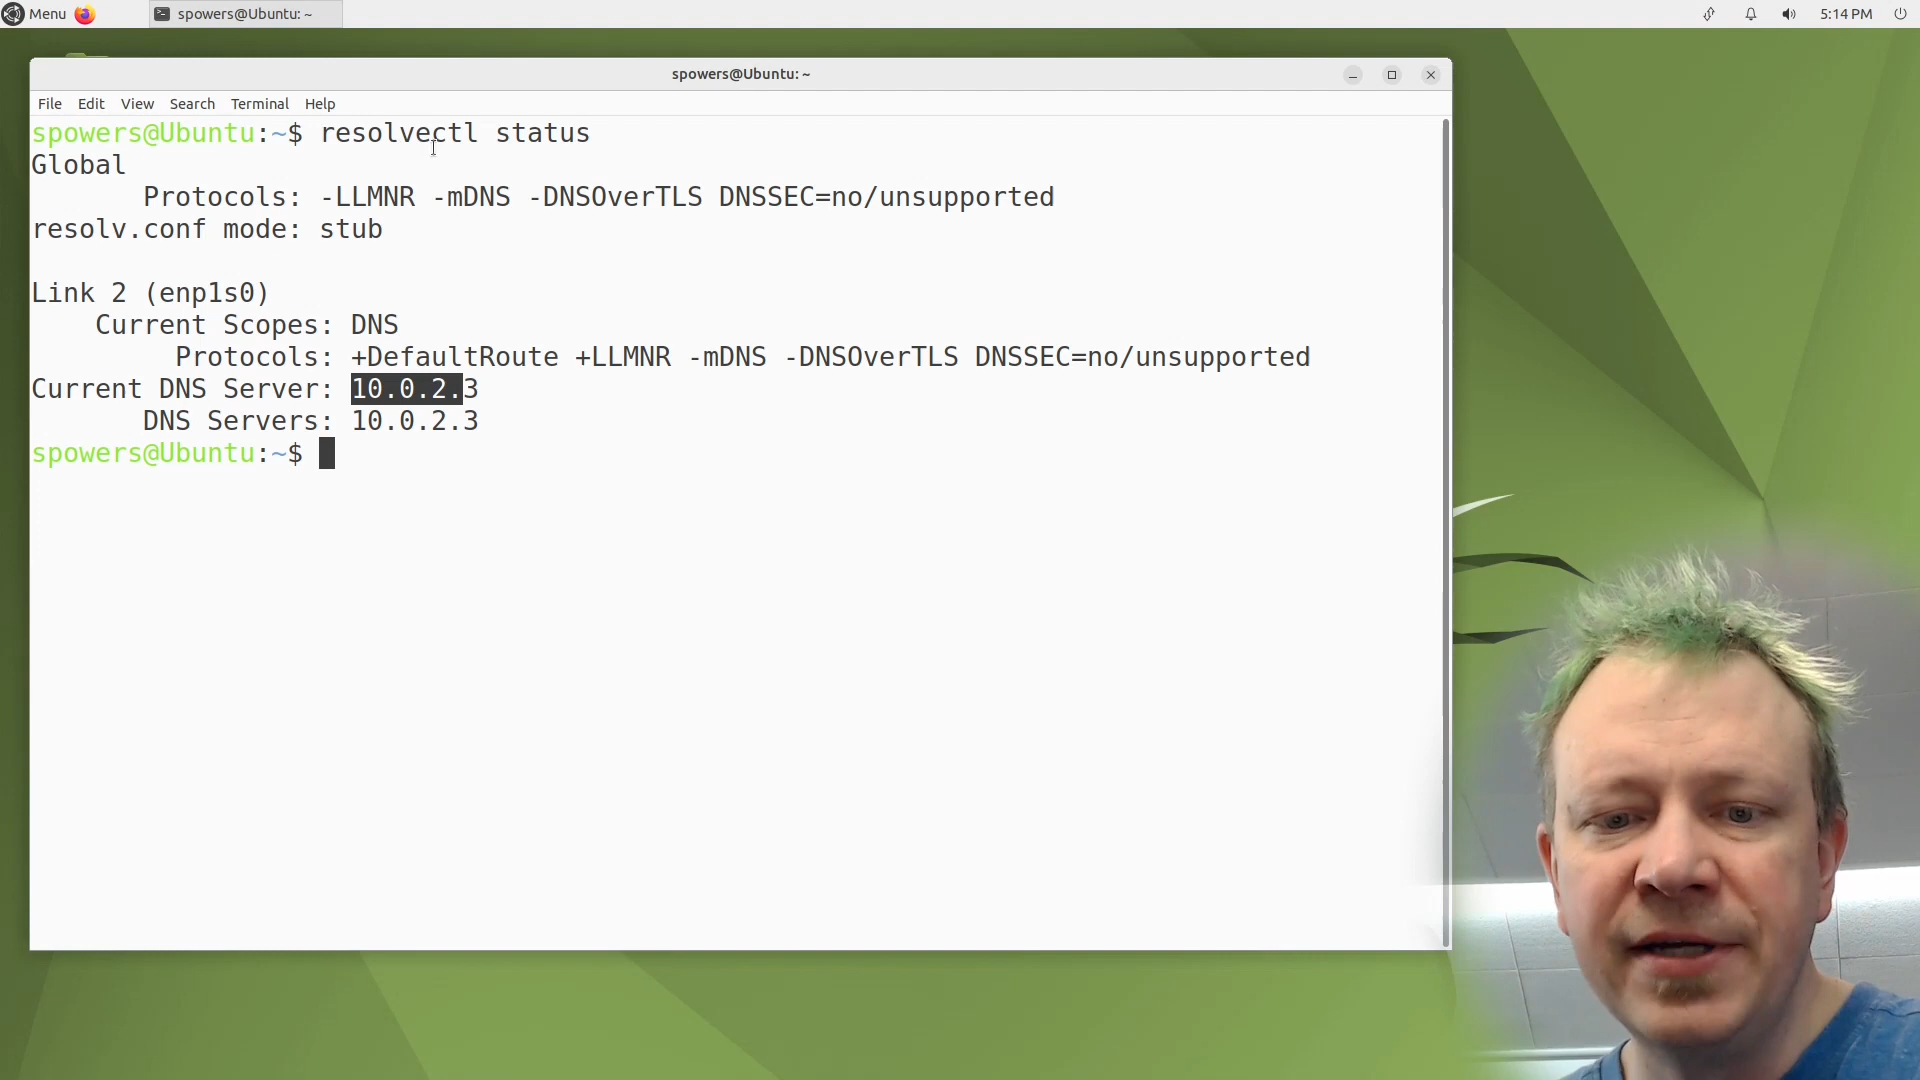 Menu
spowers@Ubuntu: ~
5:14 PM
spowers@Ubuntu: ~
File Edit View Search Terminal Help
spowers@Ubuntu:~$ resolvectl status
Global
Protocols: -LLMNR -mDNS -DNSOverTLS DNSSEC=no/unsupported
resolv.conf mode: stub
Link 2 (enp1s0)
Current Scopes: DNS
Protocols: +DefaultRoute +LLMNR -mDNS -DNSOverTLS DNSSEC=no/unsupported
Current DNS Server: 10.0.2.3
DNS Servers: 10.0.2.3
spowers@Ubuntu:~$